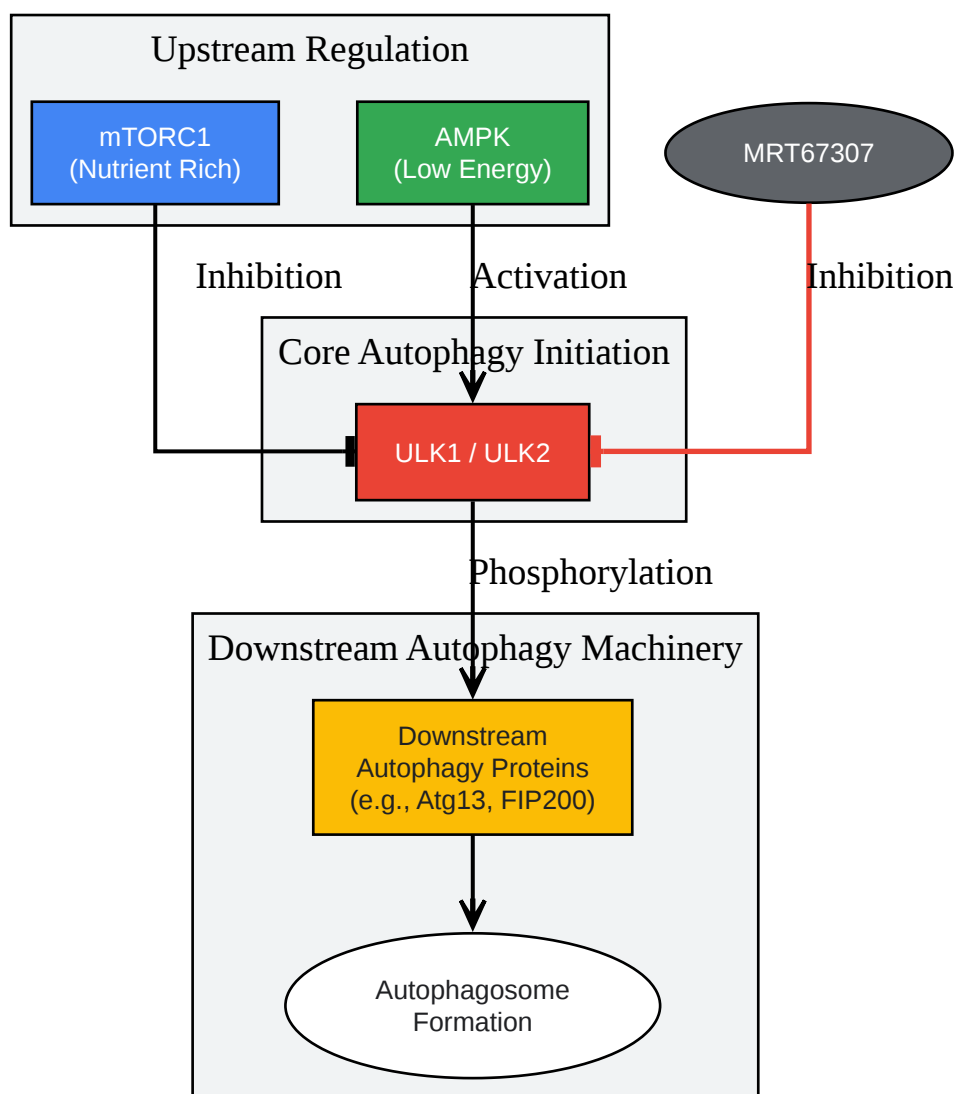 Upstream Regulation
mTORC1
(Nutrient Rich)
AMPK
(Low Energy)
MRT67307
Inhibition
Activation
Inhibition
Core Autophagy Initiation
ULK1 / ULK2
Phosphorylation
Downstream Autophagy Machinery
Downstream
Autophagy Proteins
(e.g., Atg13, FIP200)
Autophagosome
Formation